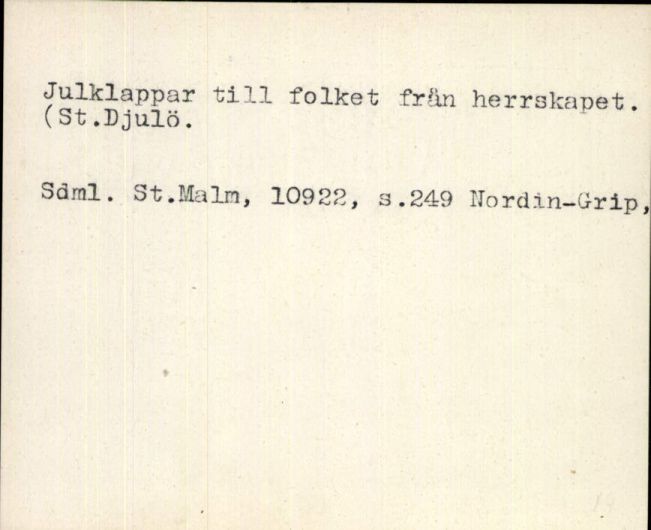 Julklappar till folket från herrskapet.
(St.Djulö.
Sdml. St.Malm, 10922, s.249 Nordin-Grip,